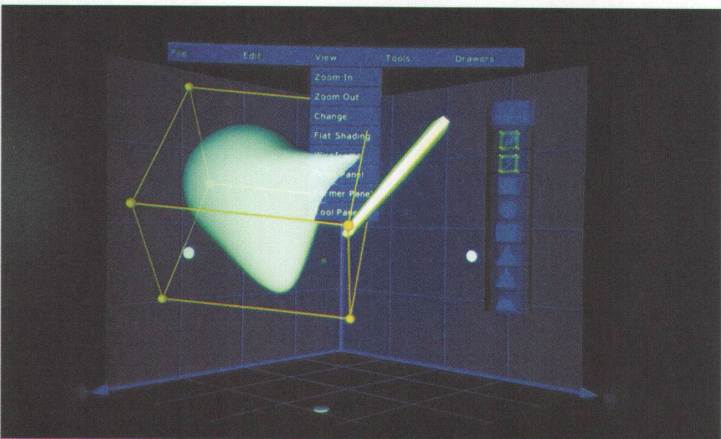 File Edit View Tools Drawers
Zoom In
Zoom Out
Change
Flat Shading
Panel
Tool